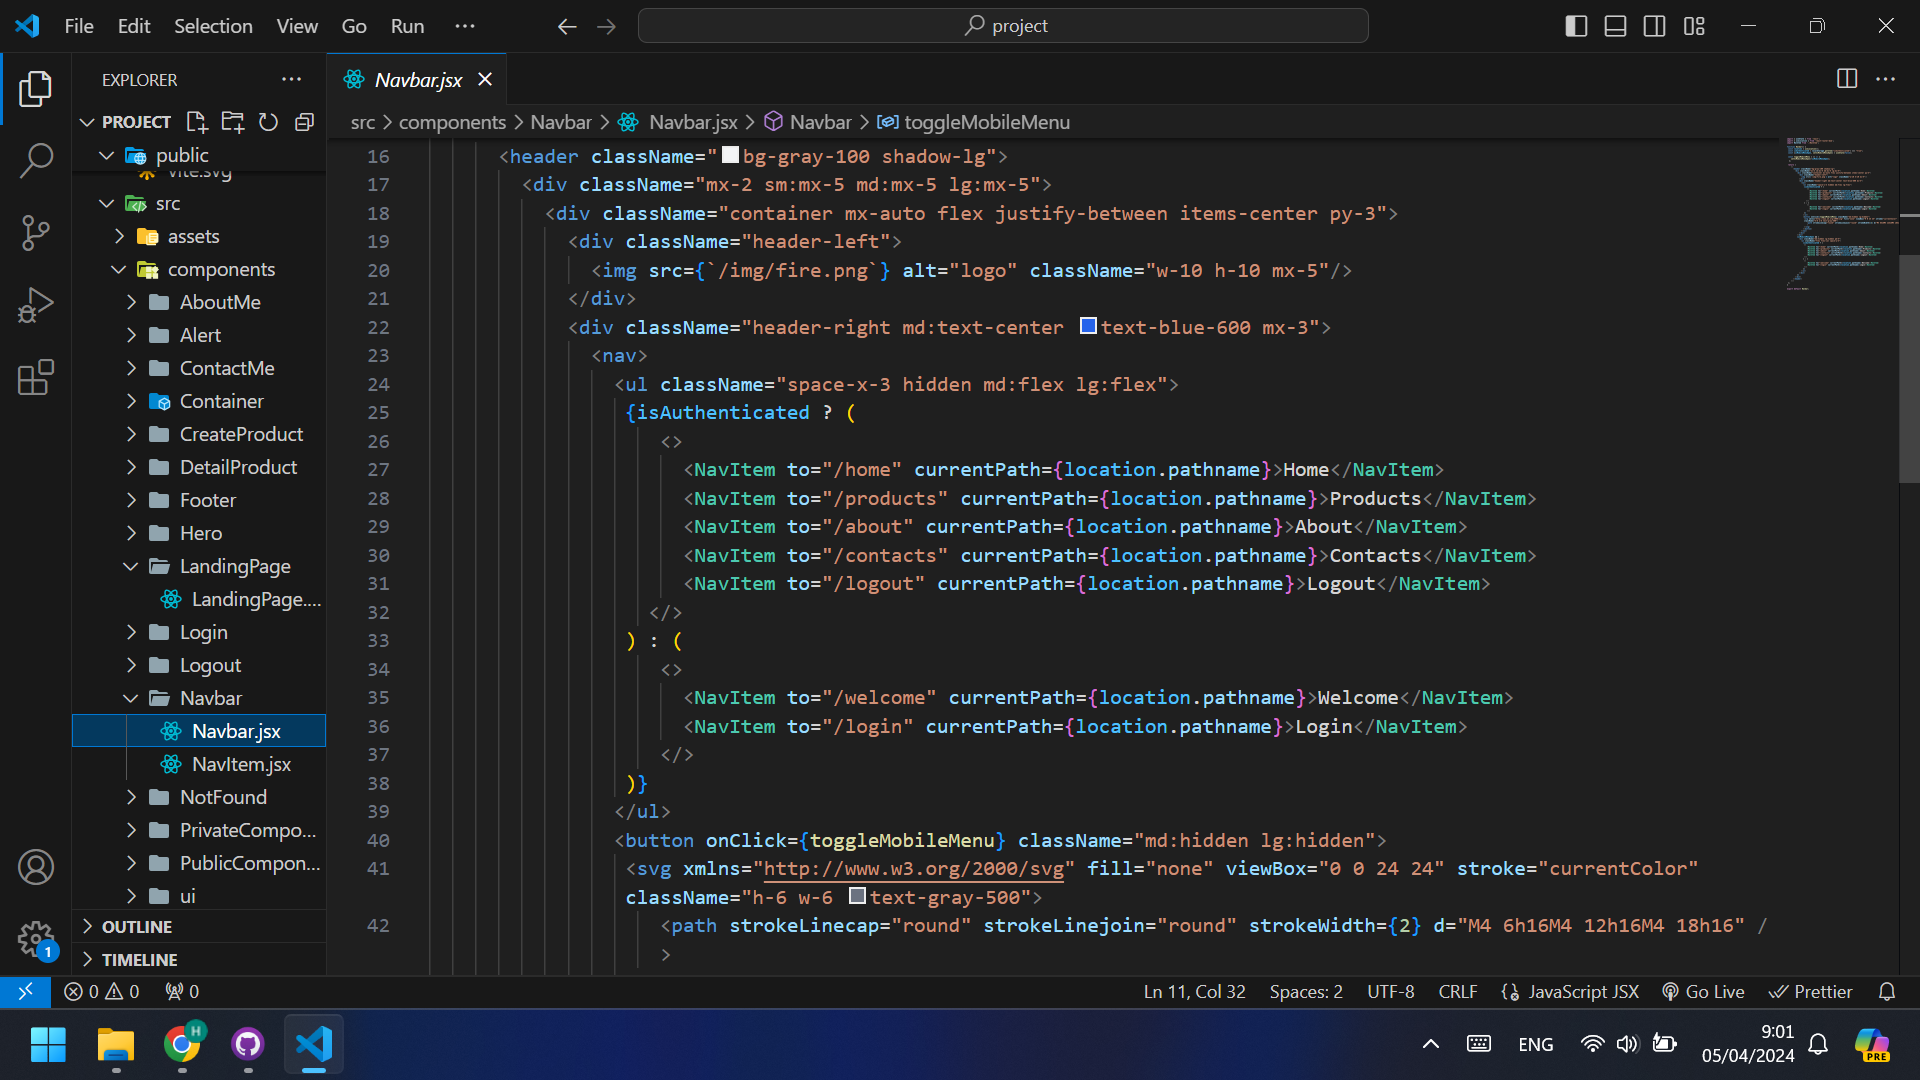 File Edit Selection View Go Run ···
project
EXPLORER
Navbar.jsx
PROJECT
src > components > Navbar > Navbar.jsx > Navbar > toggleMobileMenu
public
vite.svg
src
assets
components
AboutMe
Alert
ContactMe
Container
CreateProduct
DetailProduct
Footer
Hero
LandingPage
LandingPage....
Login
Logout
Navbar
Navbar.jsx
NavItem.jsx
NotFound
PrivateCompo...
PublicCompon...
ui
OUTLINE
TIMELINE
1
16 <header className="bg-gray-100 shadow-lg">
17 <div className="mx-2 sm:mx-5 md:mx-5 lg:mx-5">
18 <div className="container mx-auto flex justify-between items-center py-3">
19 <div className="header-left">
20 <img src={`/img/fire.png`} alt="logo" className="w-10 h-10 mx-5"/>
21 </div>
22 <div className="header-right md:text-center text-blue-600 mx-3">
23 <nav>
24 <ul className="space-x-3 hidden md:flex lg:flex">
25 {isAuthenticated ? (
26 <>
27 <NavItem to="/home" currentPath={location.pathname}>Home</NavItem>
28 <NavItem to="/products" currentPath={location.pathname}>Products</NavItem>
29 <NavItem to="/about" currentPath={location.pathname}>About</NavItem>
30 <NavItem to="/contacts" currentPath={location.pathname}>Contacts</NavItem>
31 <NavItem to="/logout" currentPath={location.pathname}>Logout</NavItem>
32 </>
33 ) : (
34 <>
35 <NavItem to="/welcome" currentPath={location.pathname}>Welcome</NavItem>
36 <NavItem to="/login" currentPath={location.pathname}>Login</NavItem>
37 </>
38 )}
39 </ul>
40 <button onClick={toggleMobileMenu} className="md:hidden lg:hidden">
41 <svg xmlns="http://www.w3.org/2000/svg" fill="none" viewBox="0 0 24 24" stroke="currentColor"
className="h-6 w-6 text-gray-500">
42 <path strokeLinecap="round" strokeLinejoin="round" strokeWidth={2} d="M4 6h16M4 12h16M4 18h16" /
>
0 0 0 Ln 11, Col 32 Spaces: 2 UTF-8 CRLF JavaScript JSX Go Live Prettier
H
ENG
9:01
05/04/2024
PRE